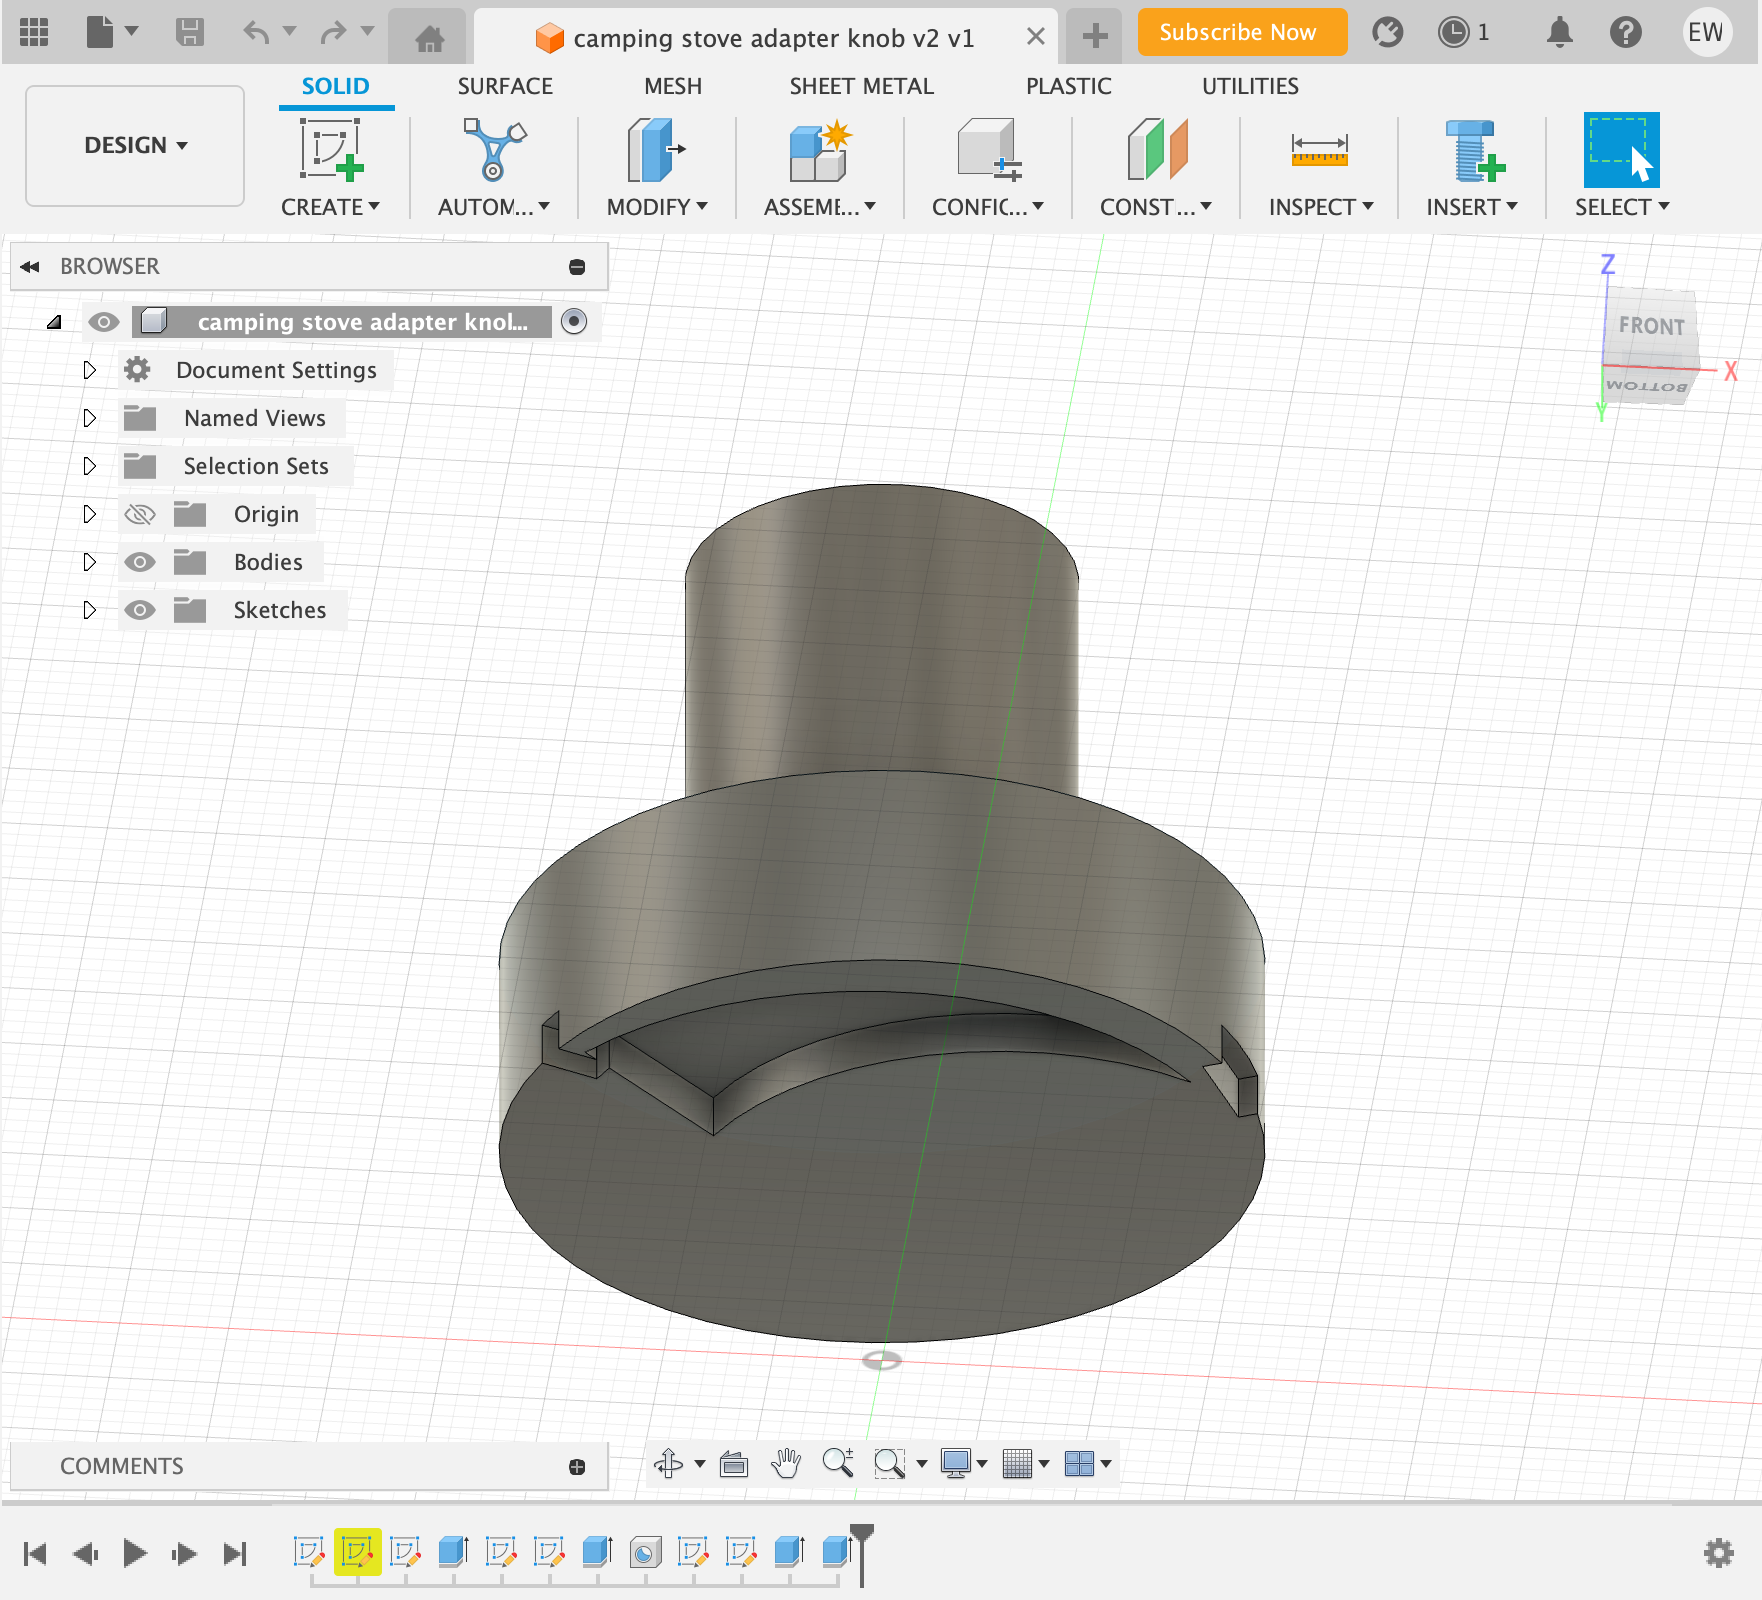 camping stove adapter knob v2 v1
Subscribe Now
1
EW
SOLID
SURFACE
MESH
SHEET METAL
PLASTIC
UTILITIES
DESIGN
CREATE
AUTOM...
MODIFY
ASSEME...
CONFIC...
CONST...
INSPECT
INSERT
SELECT
BROWSER
camping stove adapter knol...
Document Settings
Named Views
Selection Sets
Origin
Bodies
Sketches
Z
FRONT
X
BOTTOM
Y
COMMENTS